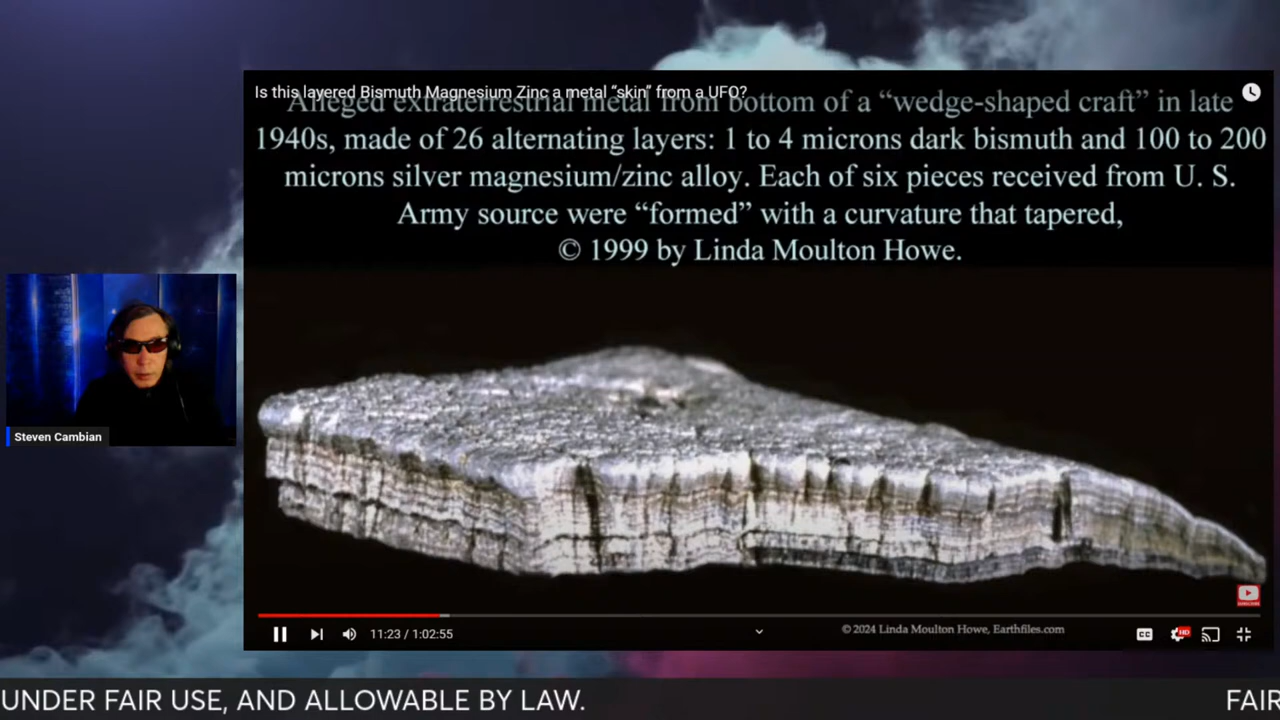 Is this layered Bismuth Magnesium Zinc a metal “skin” from a UFO?
Alleged extraterrestrial metal from bottom of a “wedge-shaped craft” in late
1940s, made of 26 alternating layers: 1 to 4 microns dark bismuth and 100 to 200
microns silver magnesium/zinc alloy. Each of six pieces received from U. S.
Army source were “formed” with a curvature that tapered,
© 1999 by Linda Moulton Howe.
Steven Cambian
SUBSCRIBE
11:23 / 1:02:55
© 2024 Linda Moulton Howe, Earthfiles.com
CC
HD
UNDER FAIR USE, AND ALLOWABLE BY LAW.
FAIR